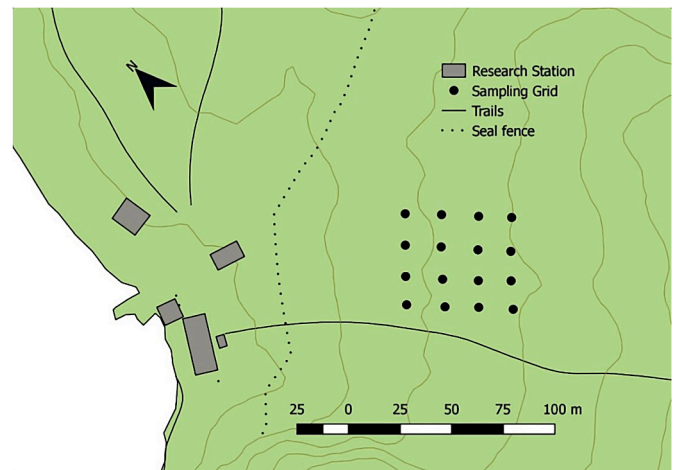 N
Research Station
Sampling Grid
Trails
Seal fence
25 0 25 50 75 100 m